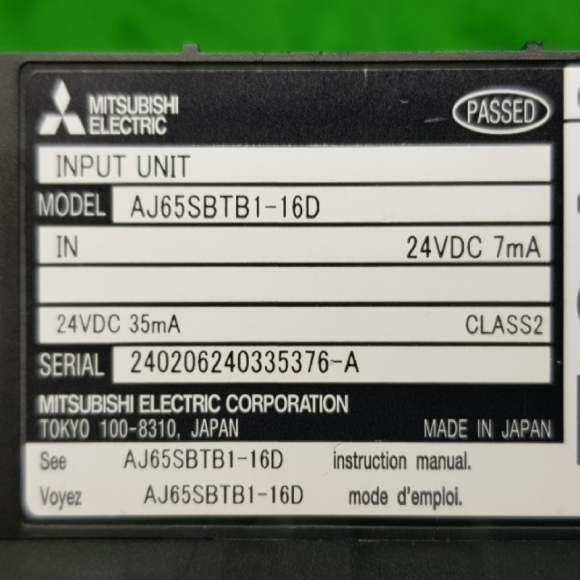 MITSUBISHI
ELECTRIC
PASSED
INPUT UNIT
MODEL AJ65SBTB1-16D
IN 24VDC 7mA
24VDC 35mA CLASS2
SERIAL 240206240335376-A
MITSUBISHI ELECTRIC CORPORATION
TOKYO 100-8310, JAPAN MADE IN JAPAN
See AJ65SBTB1-16D instruction manual.
Voyez AJ65SBTB1-16D mode d'emploi.